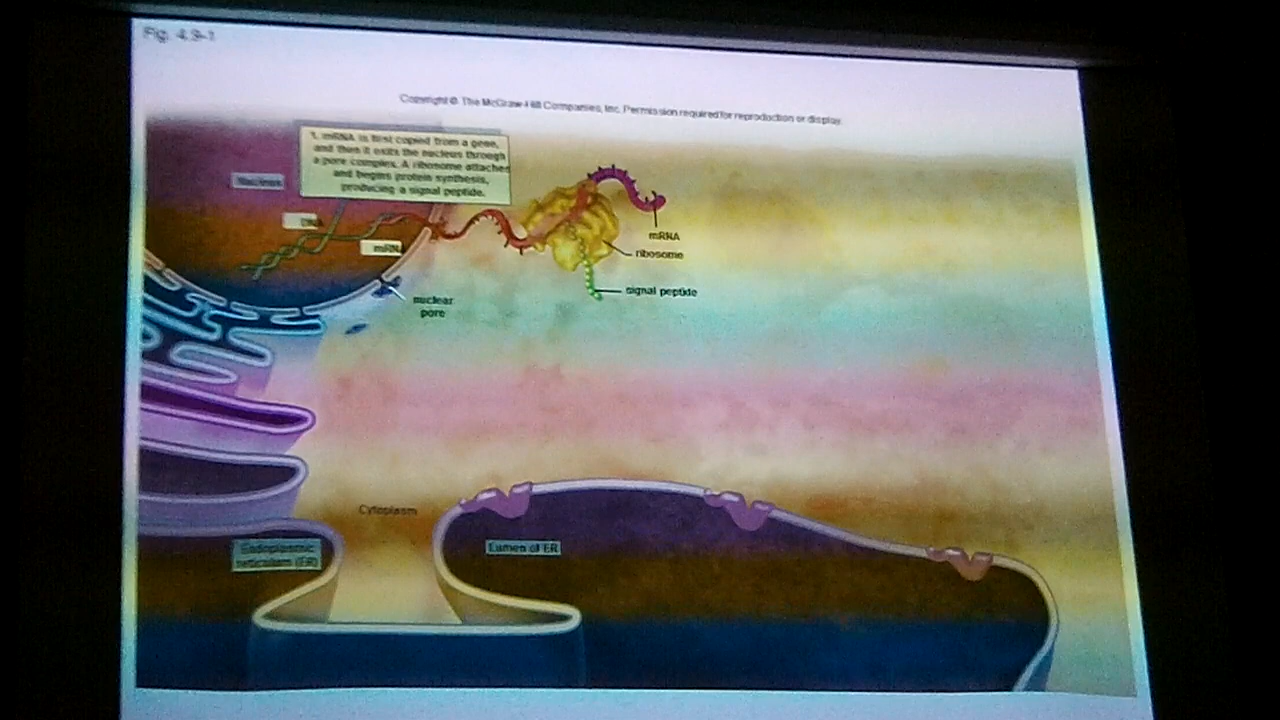 Fig. 4.9-1
Copyright © The McGraw-Hill Companies, Inc. Permission required for reproduction or display.
1. mRNA is first copied from a gene,
and then it exits the nucleus through
a pore complex. A ribosome attaches
and begins protein synthesis,
producing a signal peptide.
Nucleus
DNA
mRNA
mRNA
ribosome
signal peptide
nuclear
pore
Cytoplasm
Endoplasmic
reticulum (ER)
Lumen of ER